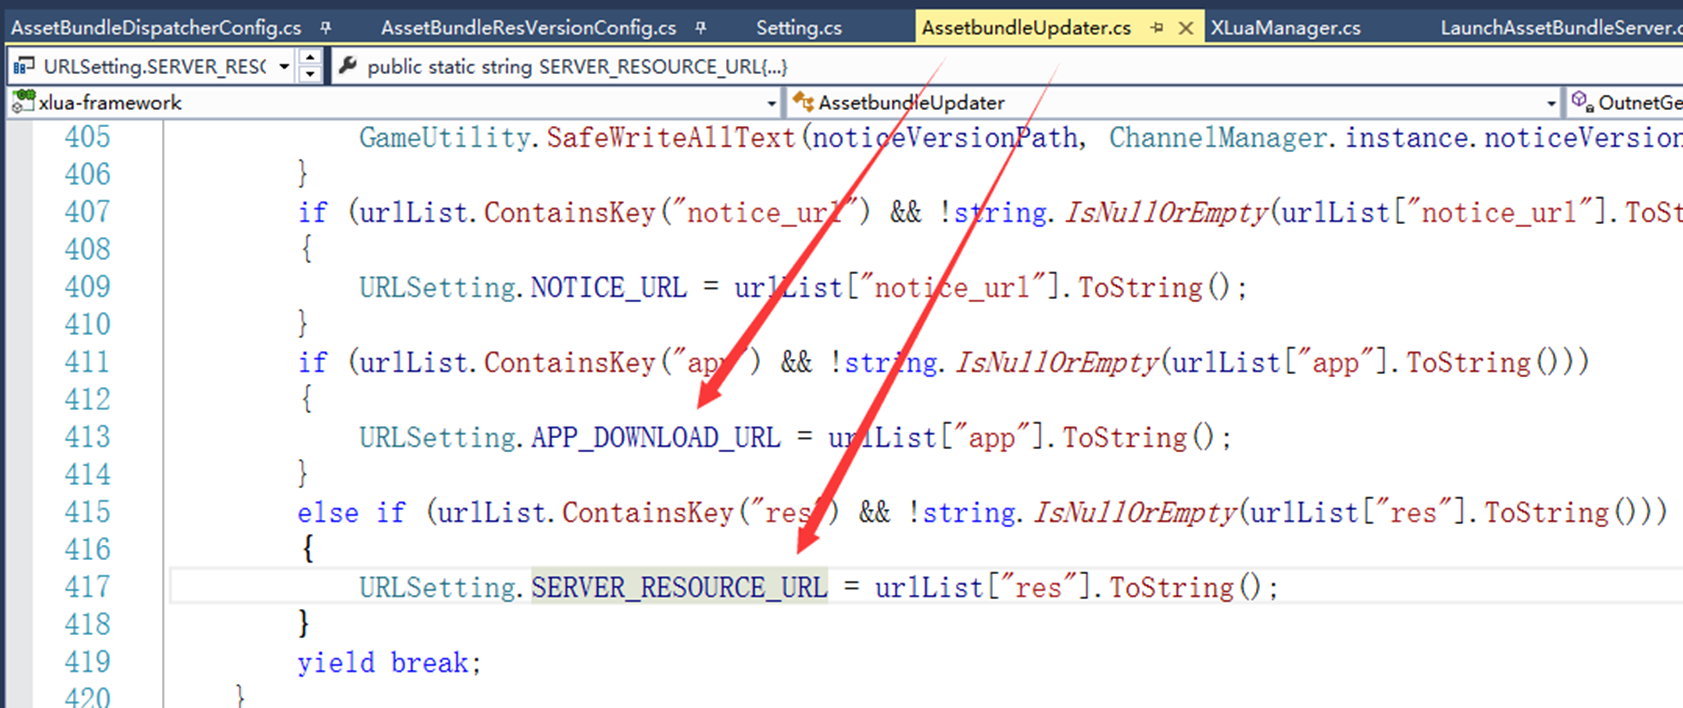 AssetBundleDispatcherConfig.cs AssetBundleResVersionConfig.cs Setting.cs AssetbundleUpdater.cs XLuaManager.cs LaunchAssetBundleServer.c
URLSetting.SERVER_RES( public static string SERVER_RESOURCE_URL{...}
xlua-framework AssetbundleUpdater OutnetGe
405 GameUtility.SafeWriteAllText(noticeVersionPath, ChannelManager.instance.noticeVersion
406 }
407 if (urlList.ContainsKey("notice_url") && !string.IsNullOrEmpty(urlList["notice_url"].ToSt
408 {
409 URLSetting.NOTICE_URL = urlList["notice_url"].ToString();
410 }
411 if (urlList.ContainsKey("app") && !string.IsNullOrEmpty(urlList["app"].ToString()))
412 {
413 URLSetting.APP_DOWNLOAD_URL = urlList["app"].ToString();
414 }
415 else if (urlList.ContainsKey("res") && !string.IsNullOrEmpty(urlList["res"].ToString()))
416 {
417 URLSetting.SERVER_RESOURCE_URL = urlList["res"].ToString();
418 }
419 yield break;
420 }